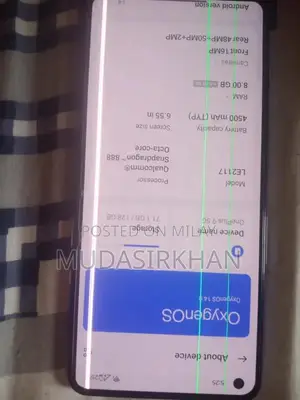 5:25
← About device
OxygenOS
OxygenOS 14.0
Device name
OnePlus 9 5G
Storage
Model
LE2117
Processor
Qualcomm®
Snapdragon™ 888
Octa-core
Battery capacity
4500 mAh (TYP)
Screen size
6.55 in
RAM
8.00 GB
Cameras
Front 16MP
Rear 48MP+50MP+2MP
Android version
14
POSTED ON
MUDASIRKHAN